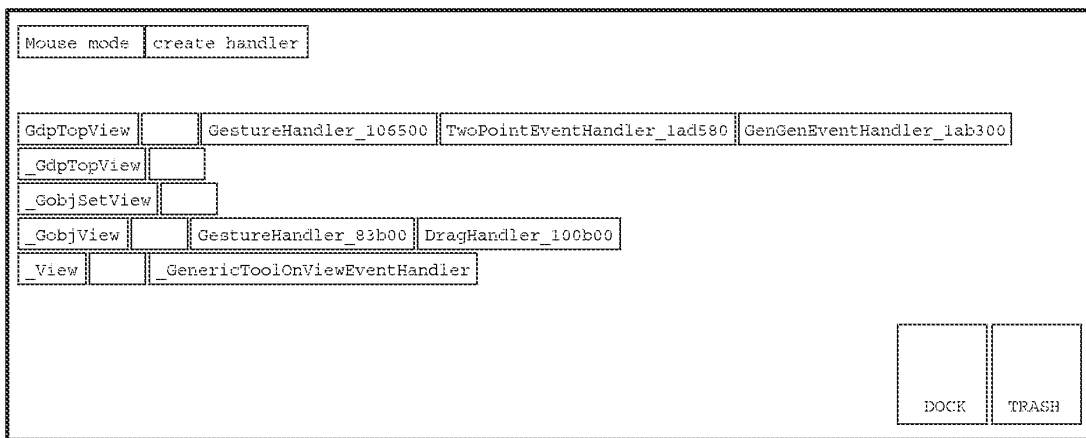 Mouse mode create handler
GdpTopView GestureHandler_106500 TwoPointEventHandler_1ad580 GenGenEventHandler_1ab300
_GdpTopView
_GobjSetView
_GobjView GestureHandler_83b00 DragHandler_100b00
_View _GenericToolOnViewEventHandler
DOCK TRASH